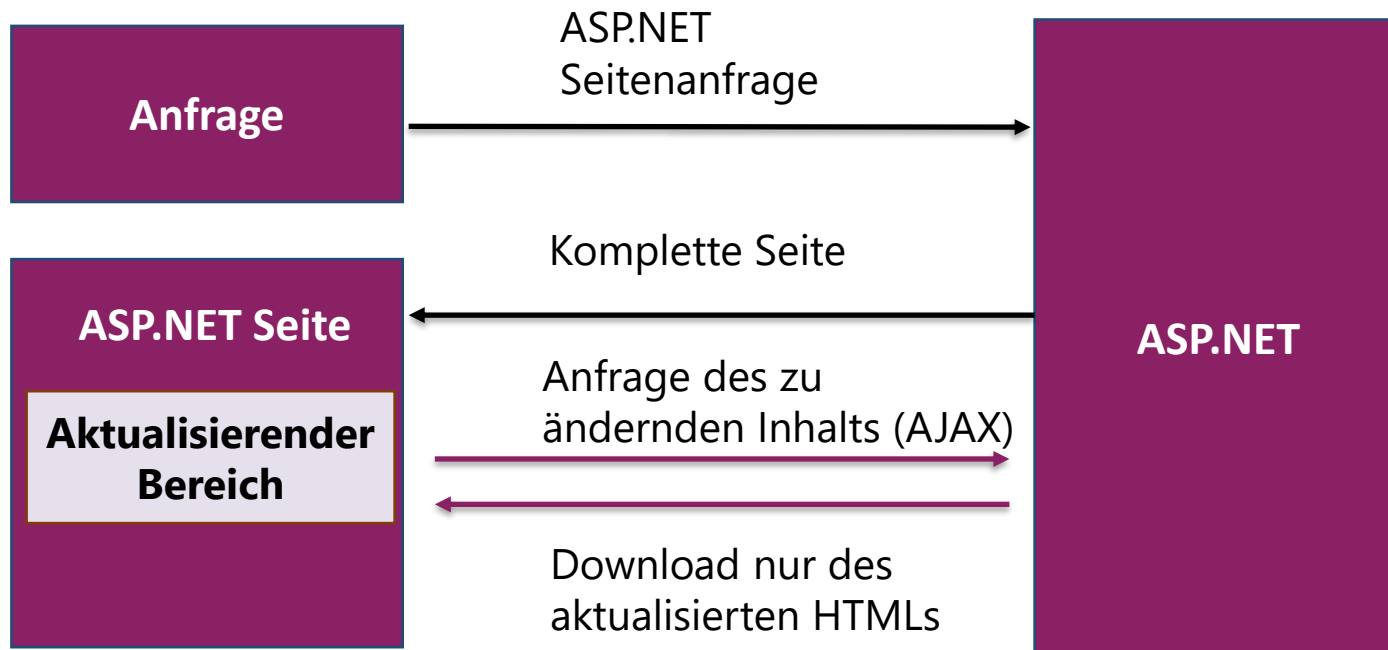 ASP.NET
Seitenanfrage
Anfrage
Komplette Seite
ASP.NET Seite
ASP.NET
Anfrage des zu
ändernden Inhalts (AJAX)
Aktualisierender
Bereich
Download nur des
aktualisierten HTMLs